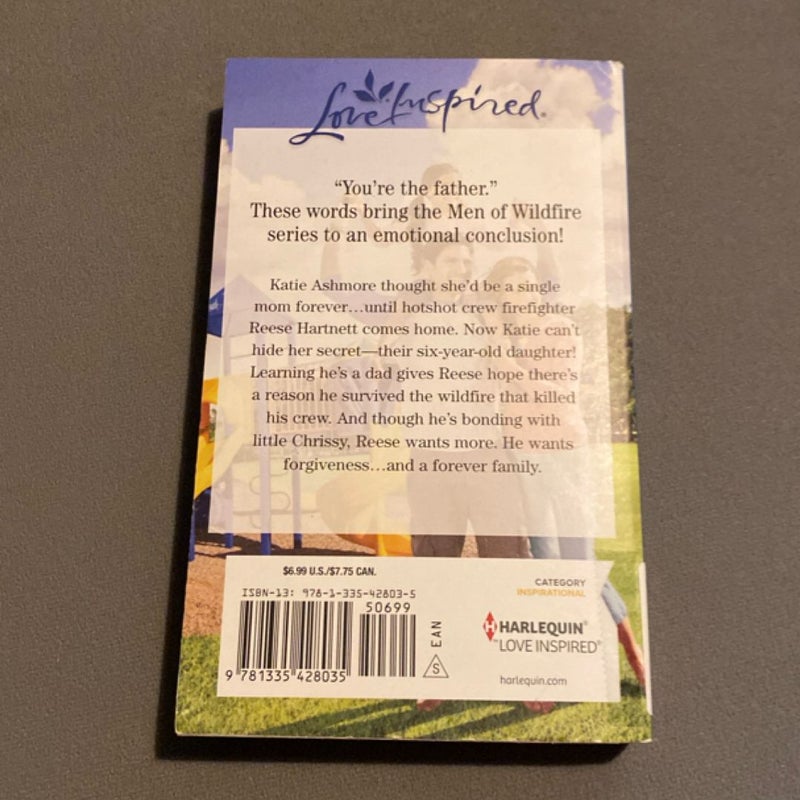 Love Inspired®
“You're the father.”
These words bring the Men of Wildfire
series to an emotional conclusion!
Katie Ashmore thought she'd be a single
mom forever…until hotshot crew firefighter
Reese Hartnett comes home. Now Katie can't
hide her secret—their six-year-old daughter!
Learning he's a dad gives Reese hope there's
a reason he survived the wildfire that killed
his crew. And though he's bonding with
little Chrissy, Reese wants more. He wants
forgiveness…and a forever family.
$6.99 U.S./$7.75 CAN.
ISBN-13: 978-1-335-42803-5
50699
9 781335 428035
EAN
S
CATEGORY
INSPIRATIONAL
H HARLEQUIN®
™LOVE INSPIRED®
harlequin.com